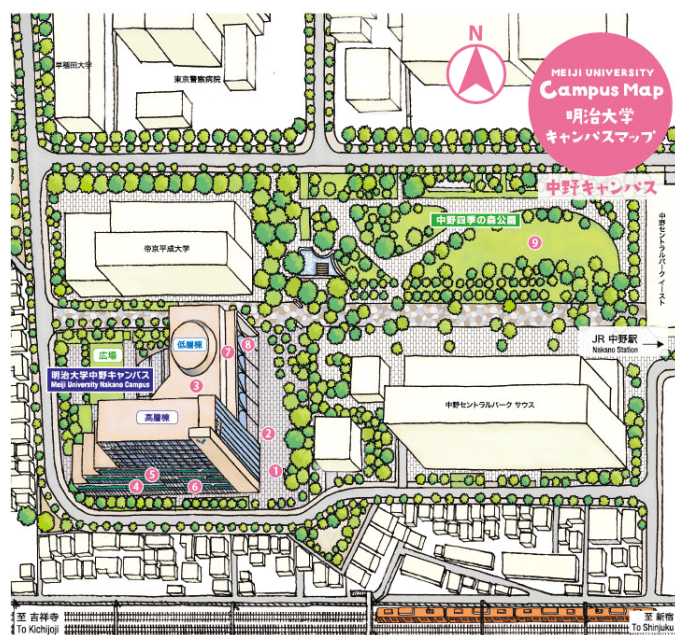 N
MEIJI UNIVERSITY
Campus Map
明治大学
キャンパスマップ
中野キャンパス
早稲田大学
東京警察病院
中野四季の森公園
9
帝京平成大学
中野セントラルパーク イースト
JR 中野駅
Nakano Station
広場
低層棟
7
8
明治大学中野キャンパス
Meiji University Nakano Campus
3
高層棟
中野セントラルパーク サウス
2
1
5
4
6
至 吉祥寺
To Kichijoji
至 新宿
To Shinjuku